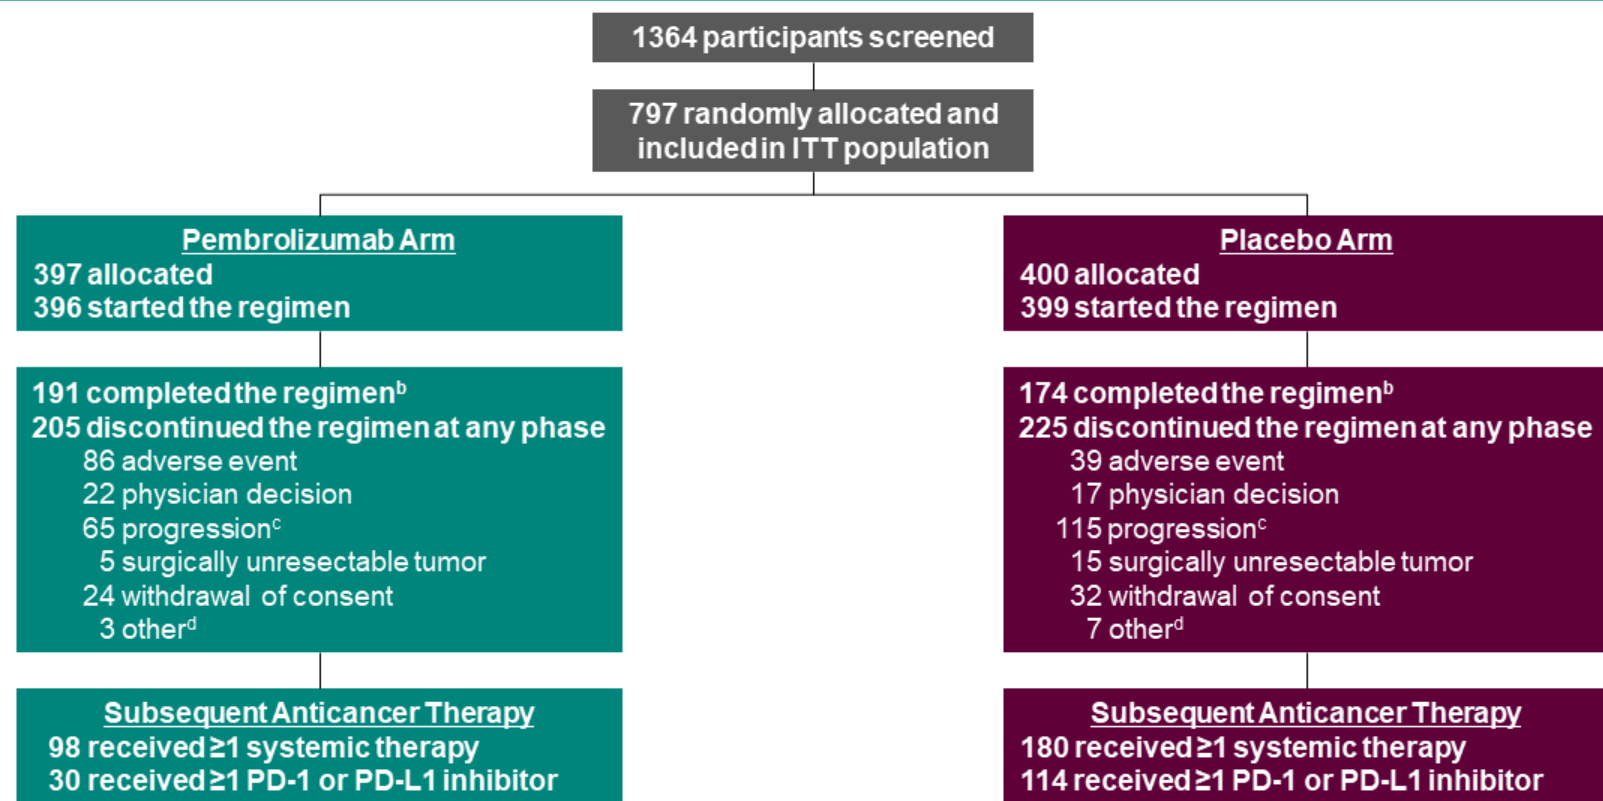 1364 participants screened
797 randomly allocated and
included in ITT population
Pembrolizumab Arm
397 allocated
396 started the regimen
191 completed the regimenᵇ
205 discontinued the regimen at any phase
86 adverse event
22 physician decision
65 progressionᶜ
5 surgically unresectable tumor
24 withdrawal of consent
3 otherᵈ
Subsequent Anticancer Therapy
98 received ≥1 systemic therapy
30 received ≥1 PD-1 or PD-L1 inhibitor
Placebo Arm
400 allocated
399 started the regimen
174 completed the regimenᵇ
225 discontinued the regimen at any phase
39 adverse event
17 physician decision
115 progressionᶜ
15 surgically unresectable tumor
32 withdrawal of consent
7 otherᵈ
Subsequent Anticancer Therapy
180 received ≥1 systemic therapy
114 received ≥1 PD-1 or PD-L1 inhibitor